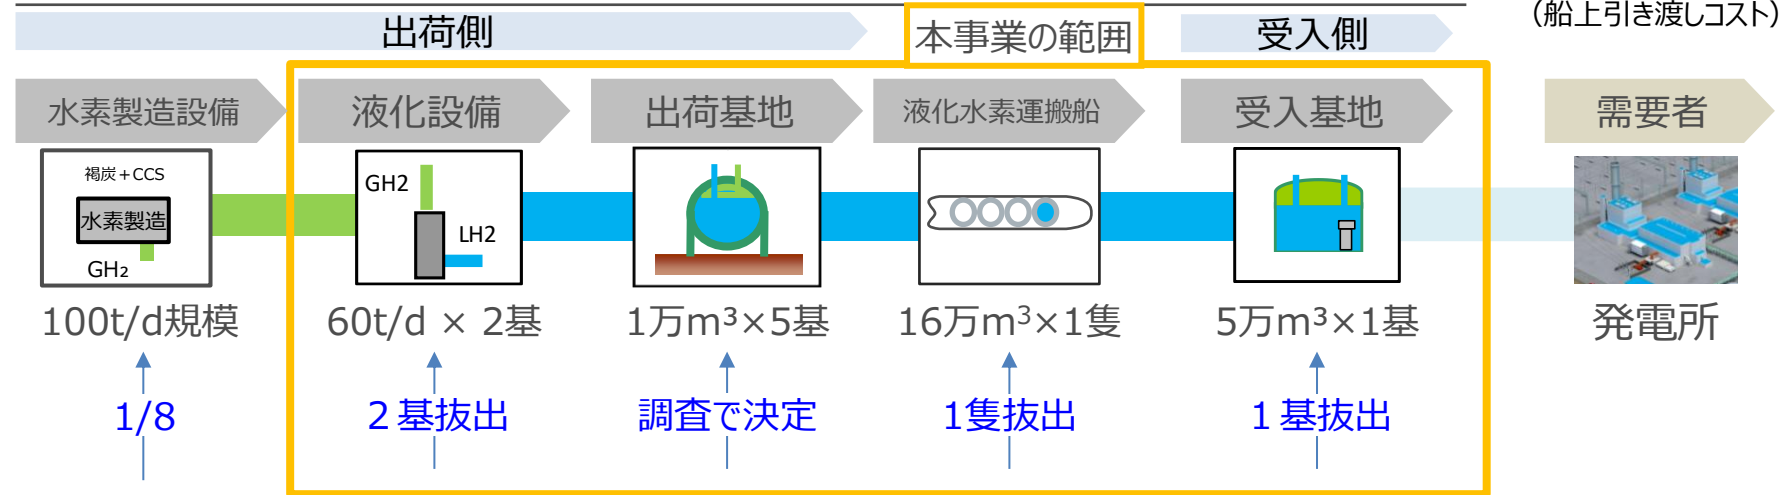 （船上引き渡しコスト）
出荷側
本事業の範囲
受入側
水素製造設備
液化設備
出荷基地
液化水素運搬船
受入基地
需要者
褐炭+CCS
水素製造
GH₂
GH2
LH2
100t/d規模
60t/d × 2基
1万m³×5基
16万m³×1隻
5万m³×1基
発電所
1/8
２基抜出
調査で決定
1隻抜出
１基抜出